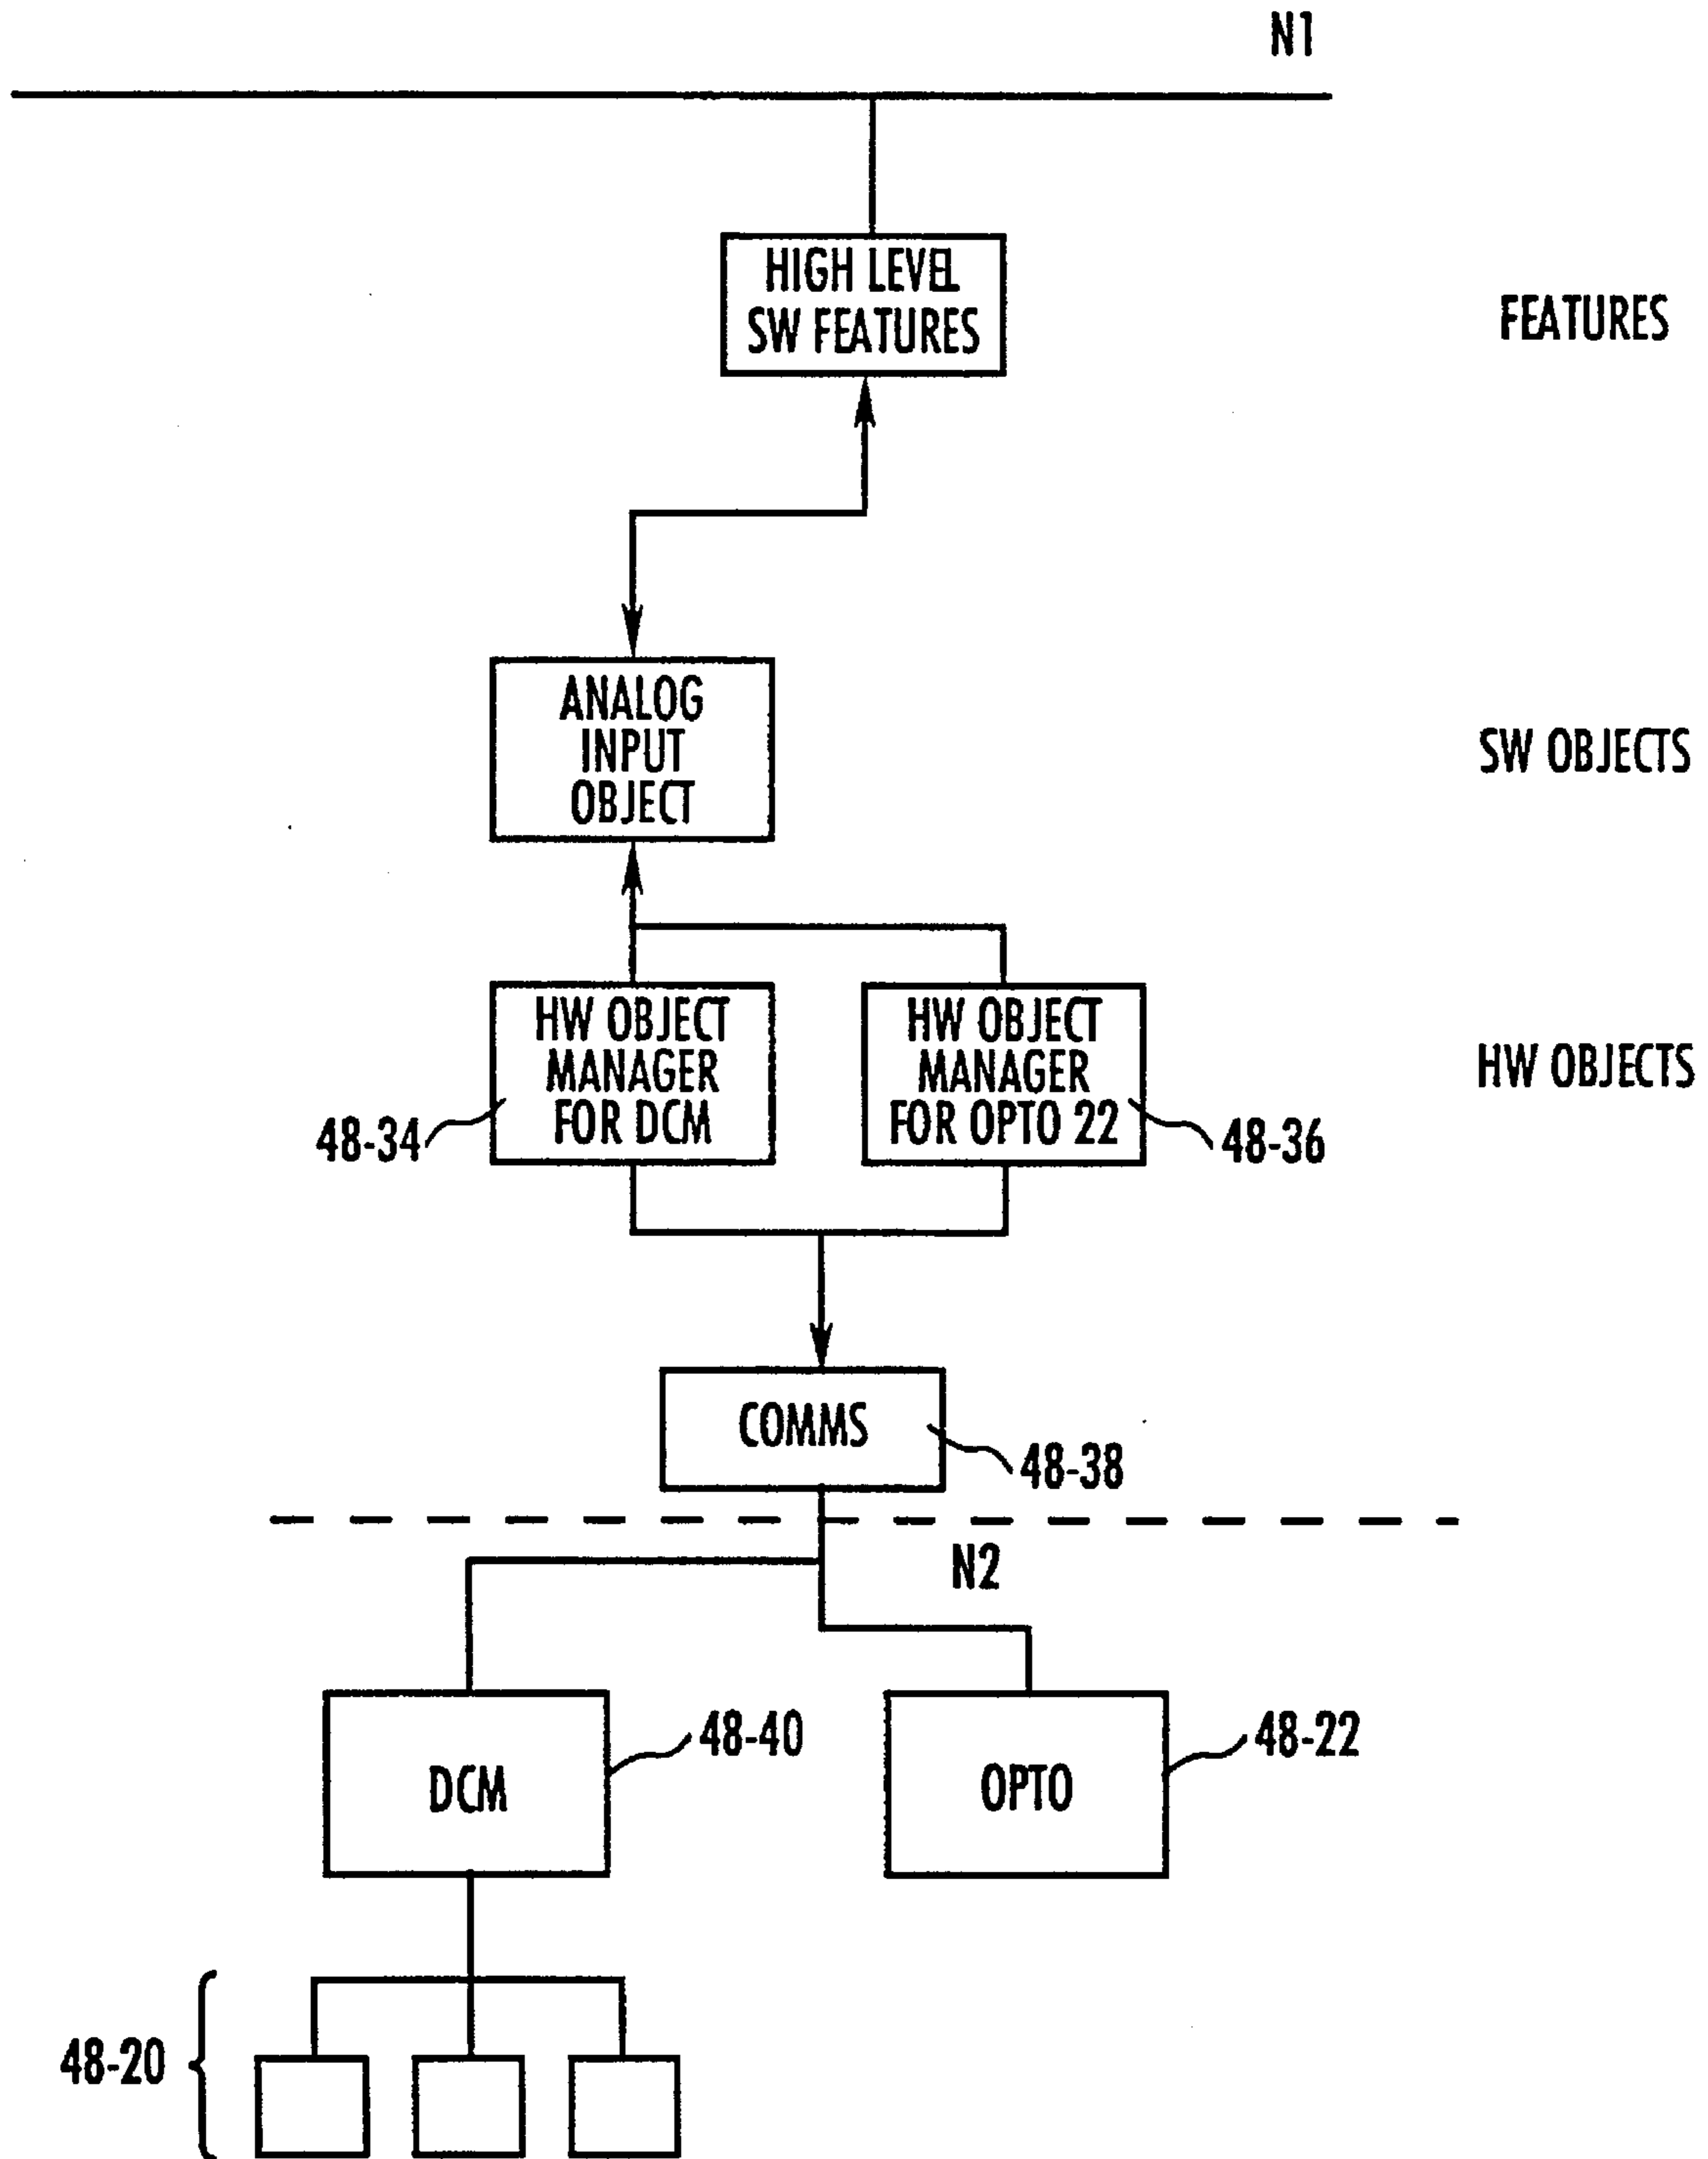 N1
HIGH LEVEL
SW FEATURES
FEATURES
ANALOG
INPUT
OBJECT
SW OBJECTS
HW OBJECT
MANAGER
FOR DCM
HW OBJECT
MANAGER
FOR OPTO 22
HW OBJECTS
48-34
48-36
COMMS
48-38
N2
DCM
48-40
OPTO
48-22
48-20